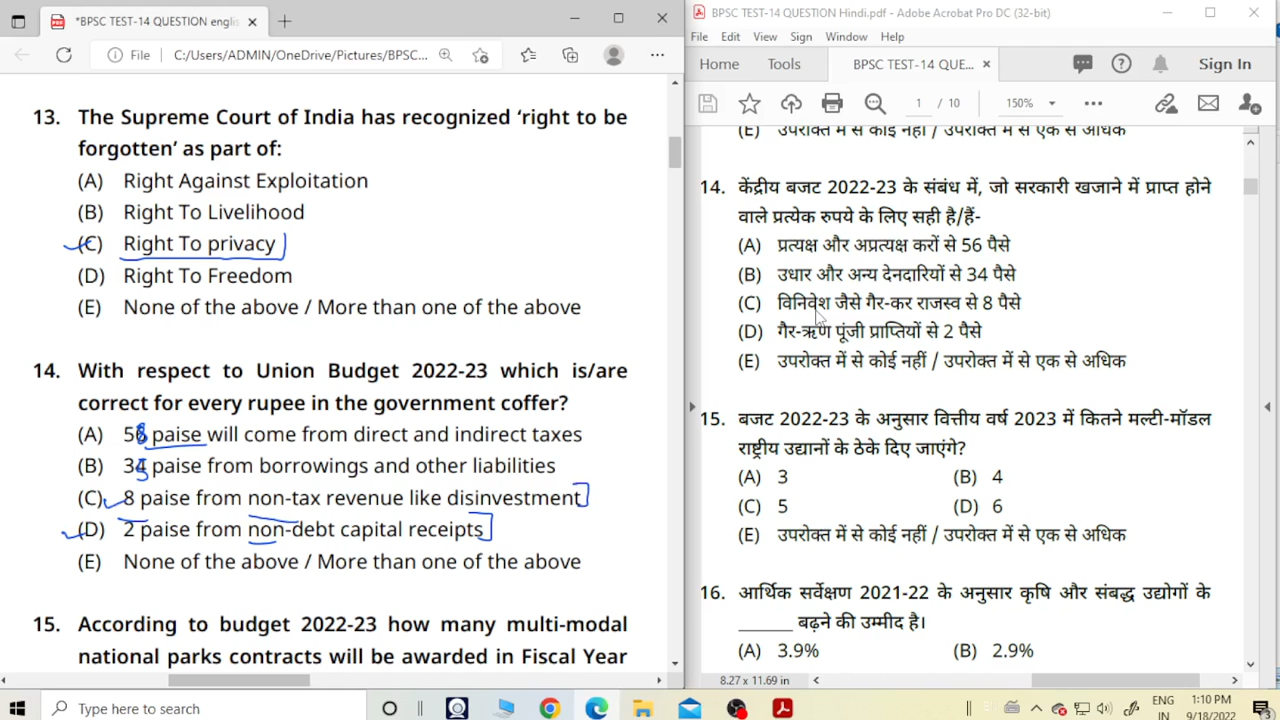 *BPSC TEST-14 QUESTION englis
File
C:/Users/ADMIN/OneDrive/Pictures/BPSC...
13. The Supreme Court of India has recognized ‘right to be
forgotten’ as part of:
(A) Right Against Exploitation
(B) Right To Livelihood
(C) Right To privacy
(D) Right To Freedom
(E) None of the above / More than one of the above
14. With respect to Union Budget 2022-23 which is/are
correct for every rupee in the government coffer?
(A) 56 paise will come from direct and indirect taxes
(B) 34 paise from borrowings and other liabilities
(C) 8 paise from non-tax revenue like disinvestment
(D) 2 paise from non-debt capital receipts
(E) None of the above / More than one of the above
15. According to budget 2022-23 how many multi-modal
national parks contracts will be awarded in Fiscal Year
BPSC TEST-14 QUESTION Hindi.pdf - Adobe Acrobat Pro DC (32-bit)
File Edit View Sign Window Help
Home Tools BPSC TEST-14 QUE... Sign In
1 / 10 150%
(E) उपरोक्त में से कोई नहीं / उपरोक्त में से एक से अधिक
14. केंद्रीय बजट 2022-23 के संबंध में, जो सरकारी खजाने में प्राप्त होने
वाले प्रत्येक रुपये के लिए सही है/हैं-
(A) प्रत्यक्ष और अप्रत्यक्ष करों से 56 पैसे
(B) उधार और अन्य देनदारियों से 34 पैसे
(C) विनिवेश जैसे गैर-कर राजस्व से 8 पैसे
(D) गैर-ऋण पूंजी प्राप्तियों से 2 पैसे
(E) उपरोक्त में से कोई नहीं / उपरोक्त में से एक से अधिक
15. बजट 2022-23 के अनुसार वित्तीय वर्ष 2023 में कितने मल्टी-मॉडल
राष्ट्रीय उद्यानों के ठेके दिए जाएंगे?
(A) 3 (B) 4
(C) 5 (D) 6
(E) उपरोक्त में से कोई नहीं / उपरोक्त में से एक से अधिक
16. आर्थिक सर्वेक्षण 2021-22 के अनुसार कृषि और संबद्ध उद्योगों के
______ बढ़ने की उम्मीद है।
(A) 3.9% (B) 2.9%
8.27 x 11.69 in
Type here to search
ENG
IN
1:10 PM
9/18/2022